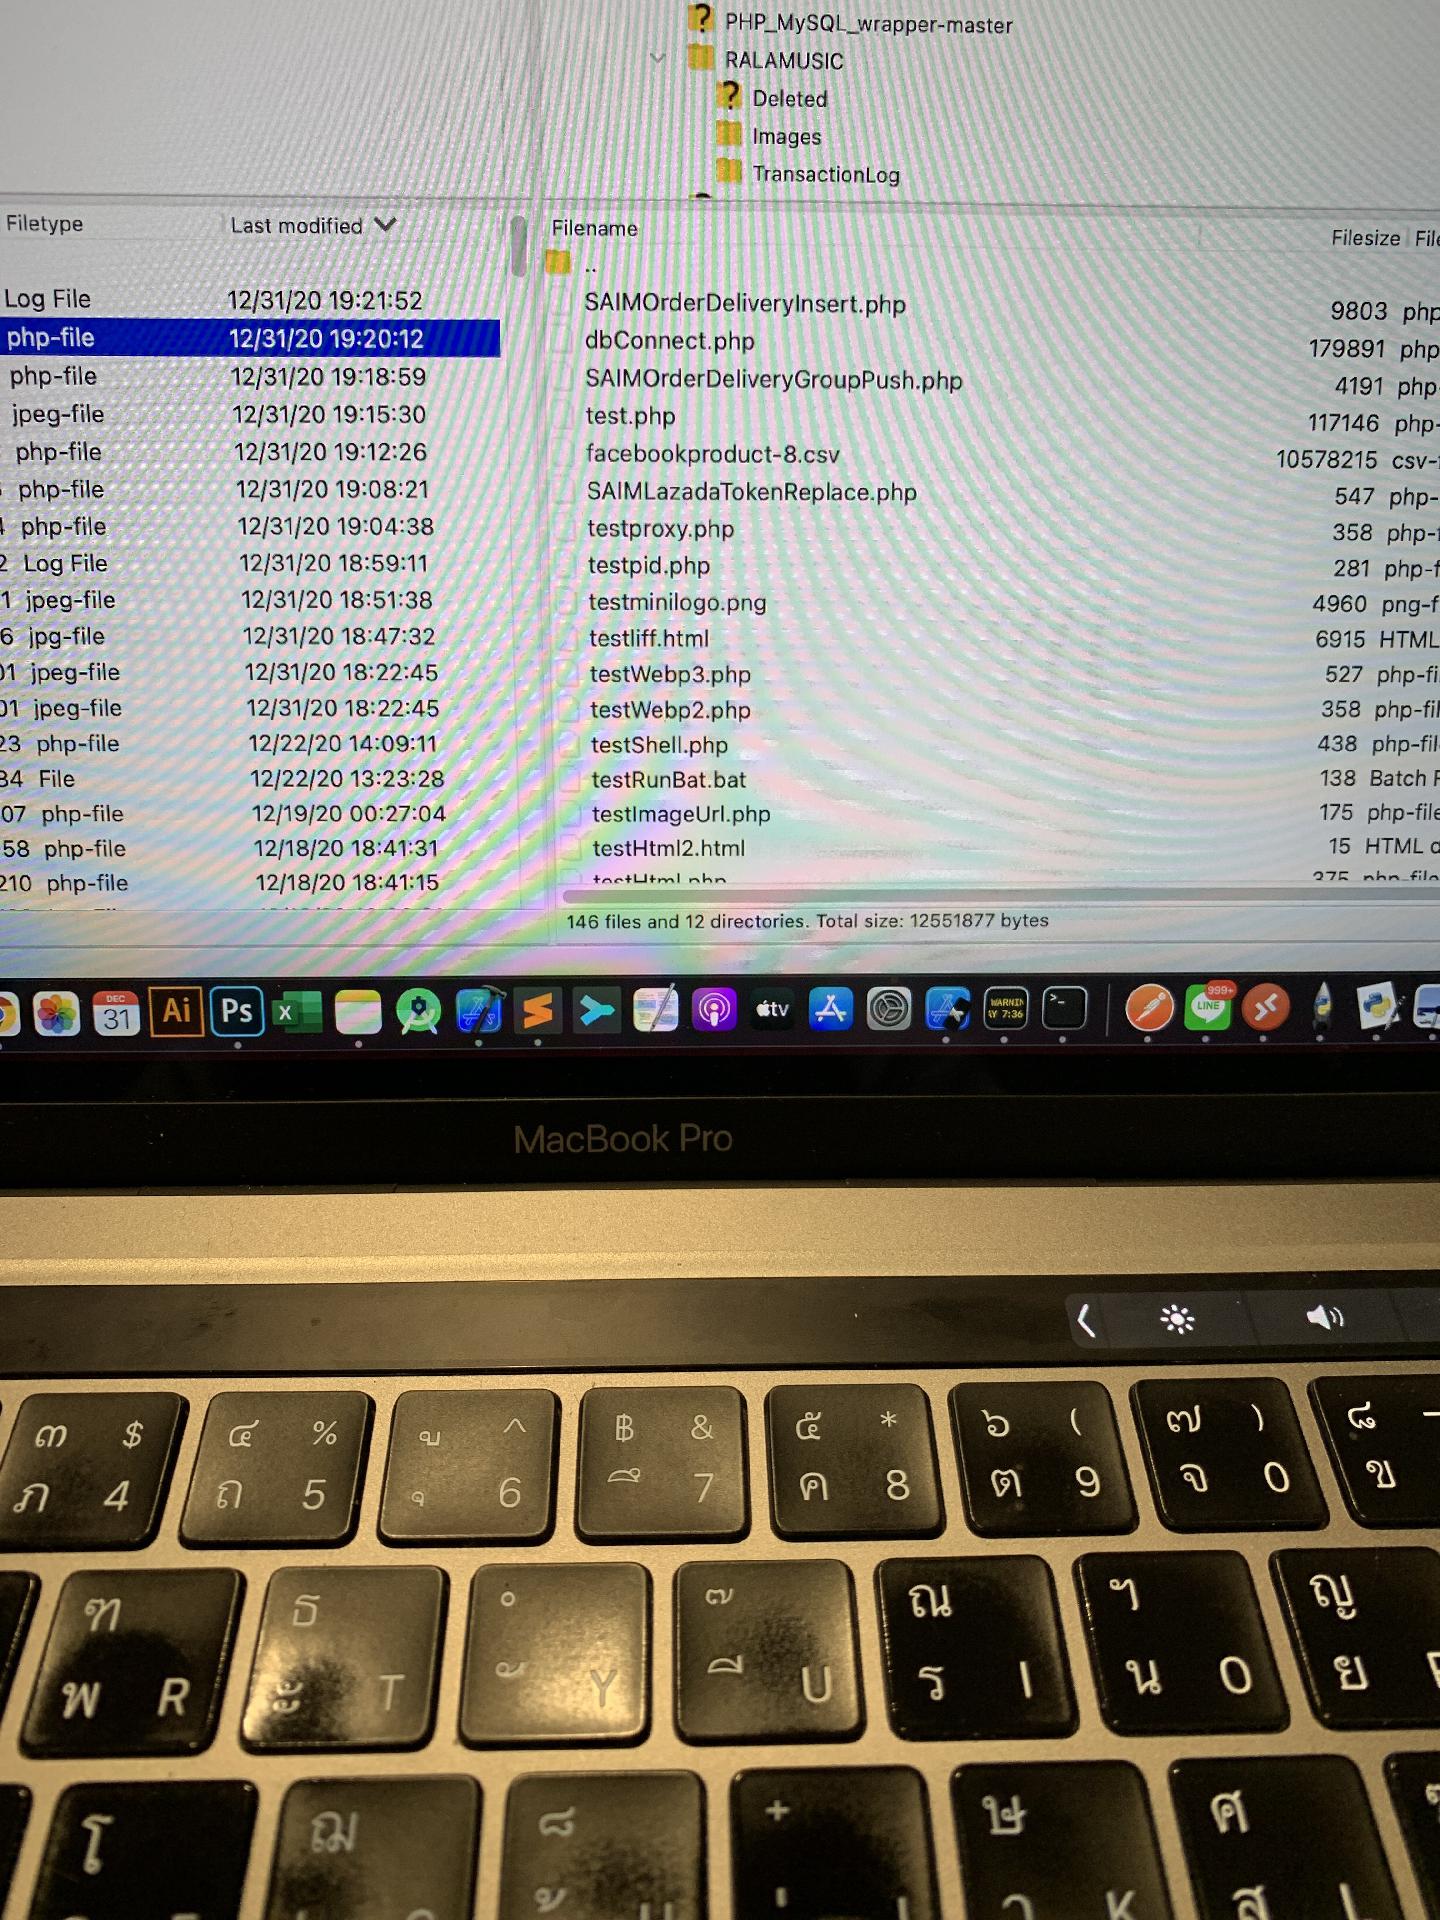 PHP_MySQL_wrapper-master
RALAMUSIC
Deleted
Images
TransactionLog
Filetype Last modified
Log File 12/31/20 19:21:52
php-file 12/31/20 19:20:12
php-file 12/31/20 19:18:59
jpeg-file 12/31/20 19:15:30
php-file 12/31/20 19:12:26
php-file 12/31/20 19:08:21
php-file 12/31/20 19:04:38
2 Log File 12/31/20 18:59:11
1 jpeg-file 12/31/20 18:51:38
6 jpg-file 12/31/20 18:47:32
01 jpeg-file 12/31/20 18:22:45
01 jpeg-file 12/31/20 18:22:45
23 php-file 12/22/20 14:09:11
34 File 12/22/20 13:23:28
07 php-file 12/19/20 00:27:04
58 php-file 12/18/20 18:41:31
210 php-file 12/18/20 18:41:15
Filename Filesize
..
SAIMOrderDeliveryInsert.php 9803 php
dbConnect.php 179891 php
SAIMOrderDeliveryGroupPush.php 4191 php-
test.php 117146 php-
facebookproduct-8.csv 10578215 csv-
SAIMLazadaTokenReplace.php 547 php-
testproxy.php 358 php-f
testpid.php 281 php-f
testminilogo.png 4960 png-f
testliff.html 6915 HTML
testWebp3.php 527 php-fi
testWebp2.php 358 php-fil
testShell.php 438 php-fil
testRunBat.bat 138 Batch
testImageUrl.php 175 php-file
testHtml2.html 15 HTML
testHtml.php 375 php-file
146 files and 12 directories. Total size: 12551877 bytes
DEC
31
Ai
Ps
X
tv
WARNIN
7:36
>_
LINE
999+
MacBook Pro
๓ $ ๔ % ู ^ ฿ & ๕ * ๖ ( ๗ ) ๘
ภ 4 ถ 5 ุ 6 ึ 7 ค 8 ต 9 จ 0 ข
ฑ ธ ํ ๊ ณ ฯ ญ
พ R ะ T ั Y ี U ร I น O ย
โ ฌ ็ + ษ ศ
้ า K ส L